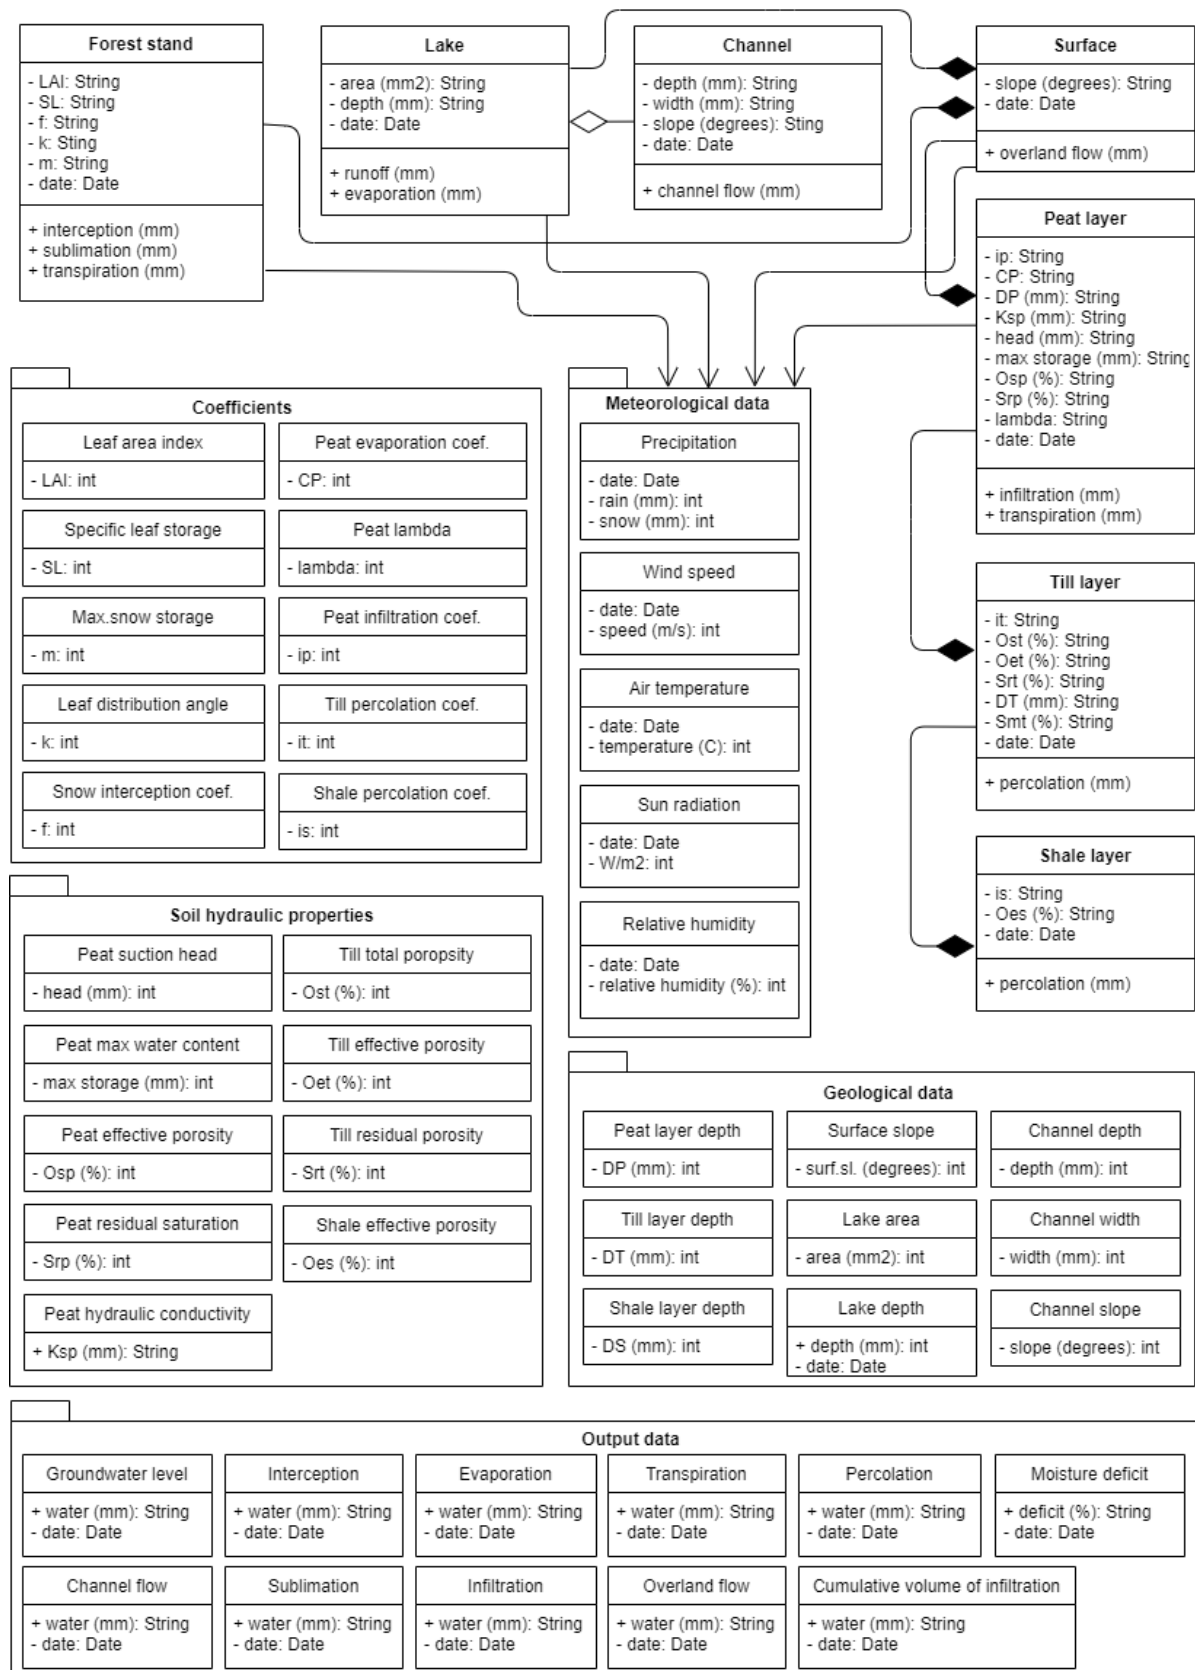 Forest stand
- LAI: String
- SL: String
- f: String
- k: Sting
- m: String
- date: Date
+ interception (mm)
+ sublimation (mm)
+ transpiration (mm)
Lake
- area (mm2): String
- depth (mm): String
- date: Date
+ runoff (mm)
+ evaporation (mm)
Channel
- depth (mm): String
- width (mm): String
- slope (degrees): Sting
- date: Date
+ channel flow (mm)
Surface
- slope (degrees): String
- date: Date
+ overland flow (mm)
Peat layer
- ip: String
- CP: String
- DP (mm): String
- Ksp (mm): String
- head (mm): String
- max storage (mm): String
- Osp (%): String
- Srp (%): String
- lambda: String
- date: Date
+ infiltration (mm)
+ transpiration (mm)
Till layer
- it: String
- Ost (%): String
- Oet (%): String
- Srt (%): String
- DT (mm): String
- Smt (%): String
- date: Date
+ percolation (mm)
Shale layer
- is: String
- Oes (%): String
- date: Date
+ percolation (mm)
Coefficients
Leaf area index
- LAI: int
Peat evaporation coef.
- CP: int
Specific leaf storage
- SL: int
Peat lambda
- lambda: int
Max.snow storage
- m: int
Peat infiltration coef.
- ip: int
Leaf distribution angle
- k: int
Till percolation coef.
- it: int
Snow interception coef.
- f: int
Shale percolation coef.
- is: int
Meteorological data
Precipitation
- date: Date
- rain (mm): int
- snow (mm): int
Wind speed
- date: Date
- speed (m/s): int
Air temperature
- date: Date
- temperature (C): int
Sun radiation
- date: Date
- W/m2: int
Relative humidity
- date: Date
- relative humidity (%): int
Soil hydraulic properties
Peat suction head
- head (mm): int
Till total poropsity
- Ost (%): int
Peat max water content
- max storage (mm): int
Till effective porosity
- Oet (%): int
Peat effective porosity
- Osp (%): int
Till residual porosity
- Srt (%): int
Peat residual saturation
- Srp (%): int
Shale effective porosity
- Oes (%): int
Peat hydraulic conductivity
+ Ksp (mm): String
Geological data
Peat layer depth
- DP (mm): int
Surface slope
- surf.sl. (degrees): int
Channel depth
- depth (mm): int
Till layer depth
- DT (mm): int
Lake area
- area (mm2): int
Channel width
- width (mm): int
Shale layer depth
- DS (mm): int
Lake depth
+ depth (mm): int
- date: Date
Channel slope
- slope (degrees): int
Output data
Groundwater level
+ water (mm): String
- date: Date
Interception
+ water (mm): String
- date: Date
Evaporation
+ water (mm): String
- date: Date
Transpiration
+ water (mm): String
- date: Date
Percolation
+ water (mm): String
- date: Date
Moisture deficit
+ deficit (%): String
- date: Date
Channel flow
+ water (mm): String
- date: Date
Sublimation
+ water (mm): String
- date: Date
Infiltration
+ water (mm): String
- date: Date
Overland flow
+ water (mm): String
- date: Date
Cumulative volume of infiltration
+ water (mm): String
- date: Date